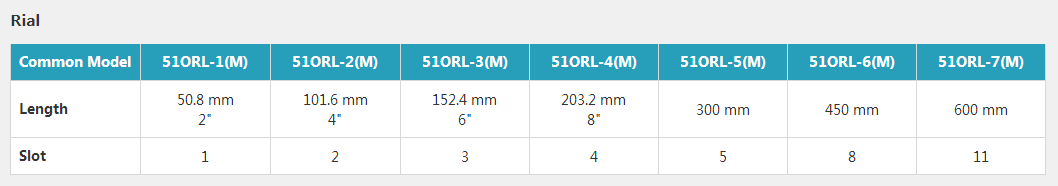 Rial
Common Model 51ORL-1(M) 51ORL-2(M) 51ORL-3(M) 51ORL-4(M) 51ORL-5(M) 51ORL-6(M) 51ORL-7(M)
Length 50.8 mm 2" 101.6 mm 4" 152.4 mm 6" 203.2 mm 8" 300 mm 450 mm 600 mm
Slot 1 2 3 4 5 8 11